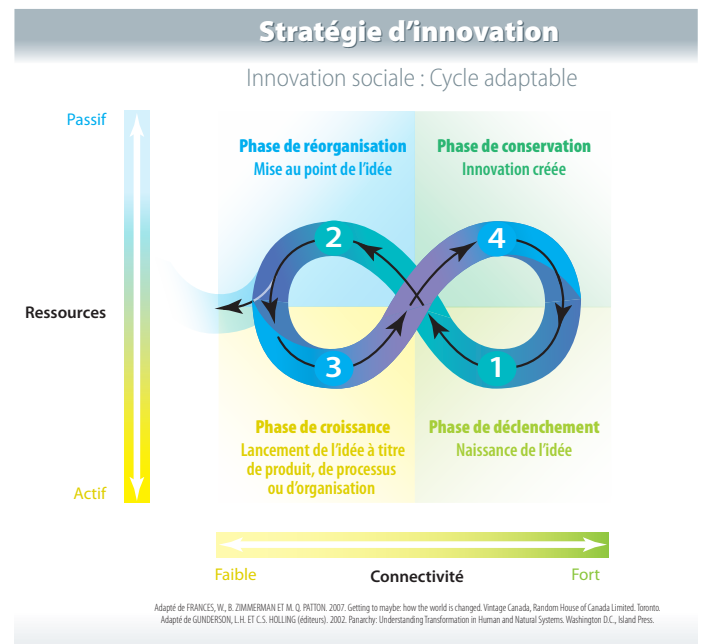 Stratégie d'innovation
Innovation sociale : Cycle adaptable
Passif
Phase de réorganisation
Mise au point de l'idée
Phase de conservation
Innovation créée
2
4
Ressources
3
1
Phase de croissance
Lancement de l'idée à titre
de produit, de processus
ou d'organisation
Phase de déclenchement
Naissance de l'idée
Actif
Faible
Connectivité
Fort
Adapté de FRANCES, W., B. ZIMMERMAN ET M. Q. PATTON. 2007. Getting to maybe: how the world is changed. Vintage Canada, Random House of Canada Limited. Toronto.
Adapté de GUNDERSON, L.H. ET C.S. HOLLING (éditeurs). 2002. Panarchy: Understanding Transformation in Human and Natural Systems. Washington D.C., Island Press.